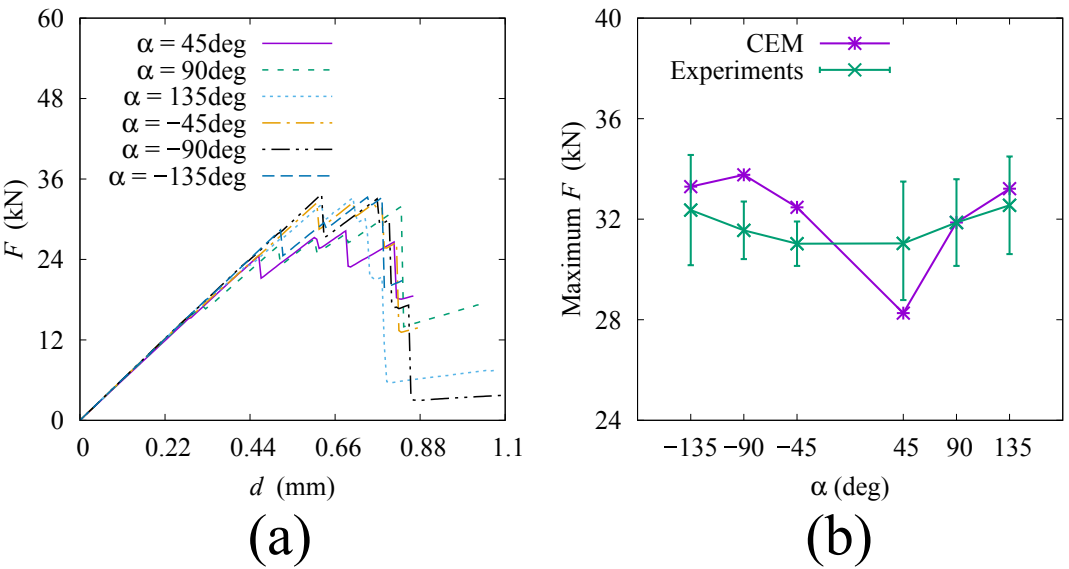 60
48
36
24
12
0
F (kN)
α = 45deg
α = 90deg
α = 135deg
α = −45deg
α = −90deg
α = −135deg
0 0.22 0.44 0.66 0.88 1.1
d (mm)
(a)
40
36
32
28
24
Maximum F (kN)
CEM
Experiments
−135 −90 −45 45 90 135
α (deg)
(b)